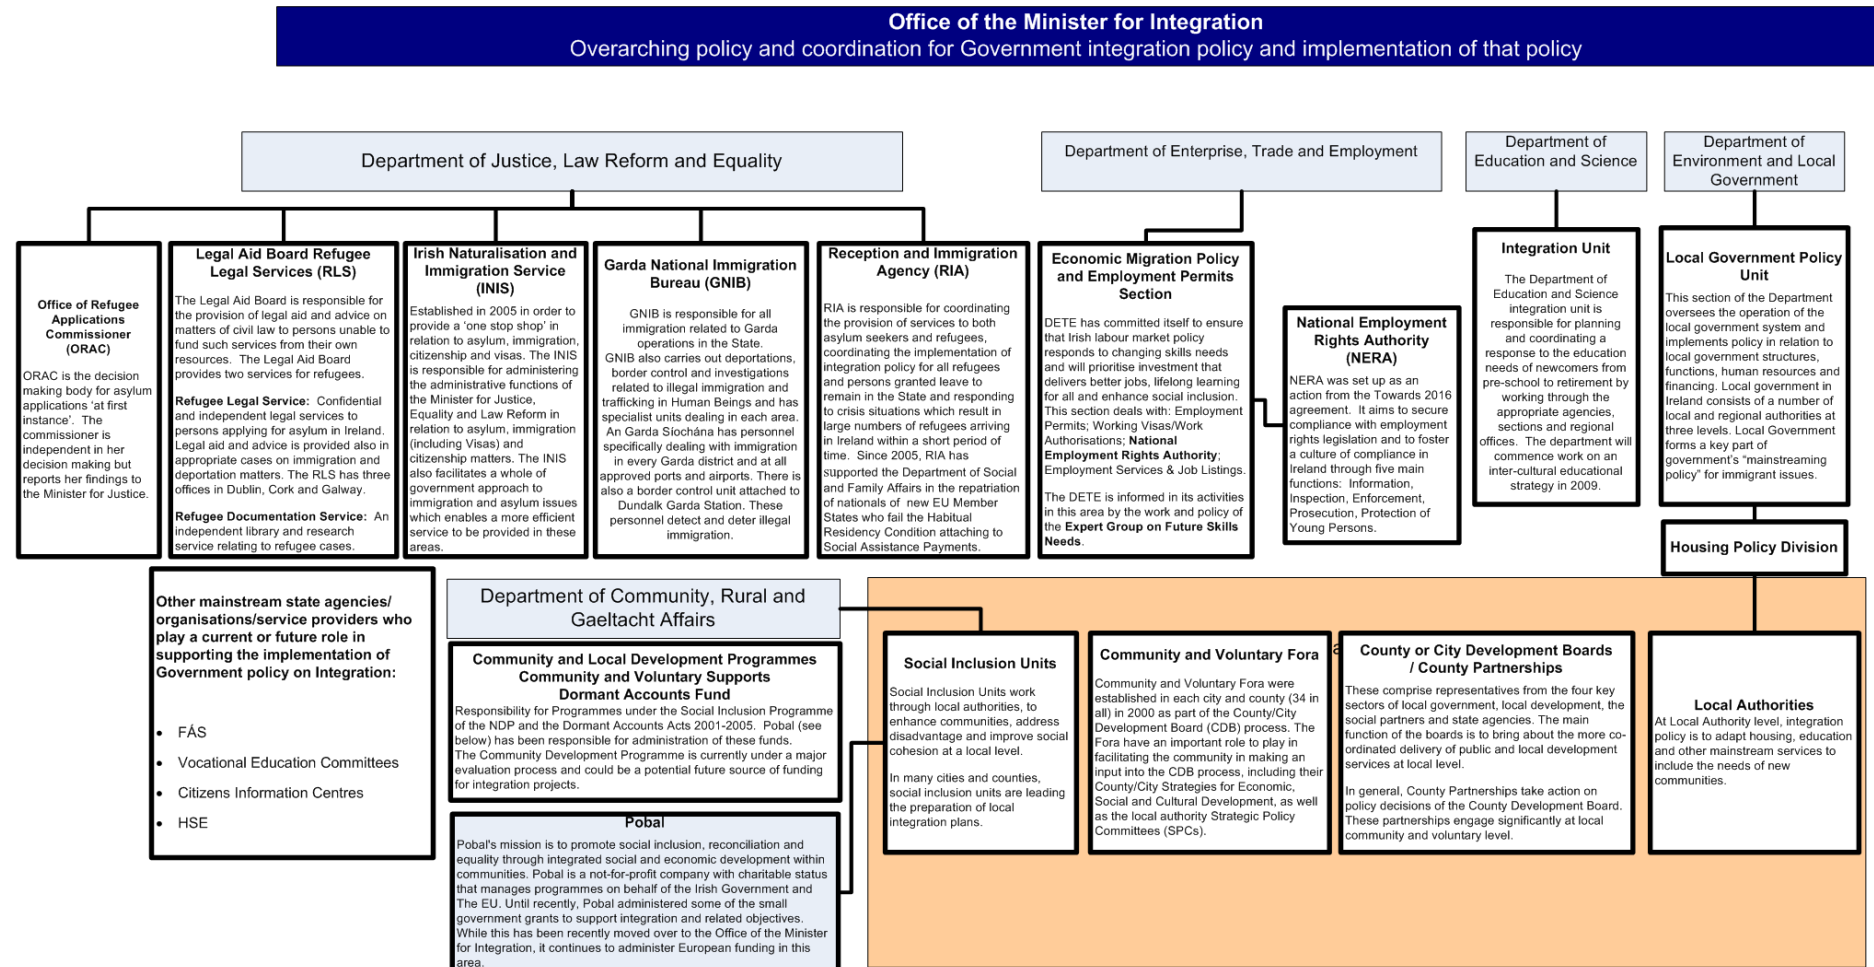 Office of the Minister for Integration
Overarching policy and coordination for Government integration policy and implementation of that policy
Department of Justice, Law Reform and Equality
Department of Enterprise, Trade and Employment
Department of
Education and Science
Department of
Environment and Local
Government
Office of Refugee
Applications
Commissioner
(ORAC)
ORAC is the decision
making body for asylum
applications ‘at first
instance’. The
commissioner is
independent in her
decision making but
reports her findings to
the Minister for Justice.
Legal Aid Board Refugee
Legal Services (RLS)
The Legal Aid Board is responsible for
the provision of legal aid and advice on
matters of civil law to persons unable to
fund such services from their own
resources. The Legal Aid Board
provides two services for refugees.
Refugee Legal Service: Confidential
and independent legal services to
persons applying for asylum in Ireland.
Legal aid and advice is provided also in
appropriate cases on immigration and
deportation matters. The RLS has three
offices in Dublin, Cork and Galway.
Refugee Documentation Service: An
independent library and research
service relating to refugee cases.
Irish Naturalisation and
Immigration Service
(INIS)
Established in 2005 in order to
provide a ‘one stop shop’ in
relation to asylum, immigration,
citizenship and visas. The INIS
is responsible for administering
the administrative functions of
the Minister for Justice,
Equality and Law Reform in
relation to asylum, immigration
(including Visas) and
citizenship matters. The INIS
also facilitates a whole of
government approach to
immigration and asylum issues
which enables a more efficient
service to be provided in these
areas.
Garda National Immigration
Bureau (GNIB)
GNIB is responsible for all
immigration related to Garda
operations in the State.
GNIB also carries out deportations,
border control and investigations
related to illegal immigration and
trafficking in Human Beings and has
specialist units dealing in each area.
An Garda Síochána has personnel
specifically dealing with immigration
in every Garda district and at all
approved ports and airports. There is
also a border control unit attached to
Dundalk Garda Station. These
personnel detect and deter illegal
immigration.
Reception and Immigration
Agency (RIA)
RIA is responsible for coordinating
the provision of services to both
asylum seekers and refugees,
coordinating the implementation of
integration policy for all refugees
and persons granted leave to
remain in the State and responding
to crisis situations which result in
large numbers of refugees arriving
in Ireland within a short period of
time. Since 2005, RIA has
supported the Department of Social
and Family Affairs in the repatriation
of nationals of new EU Member
States who fail the Habitual
Residency Condition attaching to
Social Assistance Payments.
Economic Migration Policy
and Employment Permits
Section
DETE has committed itself to ensure
that Irish labour market policy
responds to changing skills needs
and will prioritise investment that
delivers better jobs, lifelong learning
for all and enhance social inclusion.
This section deals with: Employment
Permits; Working Visas/Work
Authorisations; National
Employment Rights Authority;
Employment Services & Job Listings.
The DETE is informed in its activities
in this area by the work and policy of
the Expert Group on Future Skills
Needs.
National Employment
Rights Authority
(NERA)
NERA was set up as an
action from the Towards 2016
agreement. It aims to secure
compliance with employment
rights legislation and to foster
a culture of compliance in
Ireland through five main
functions: Information,
Inspection, Enforcement,
Prosecution, Protection of
Young Persons.
Integration Unit
The Department of
Education and Science
integration unit is
responsible for planning
and coordinating a
response to the education
needs of newcomers from
pre-school to retirement by
working through the
appropriate agencies,
sections and regional
offices. The department will
commence work on an
inter-cultural educational
strategy in 2009.
Local Government Policy
Unit
This section of the Department
oversees the operation of the
local government system and
implements policy in relation to
local government structures,
functions, human resources and
financing. Local government in
Ireland consists of a number of
local and regional authorities at
three levels. Local Government
forms a key part of
government’s “mainstreaming
policy” for immigrant issues.
Housing Policy Division
Other mainstream state agencies/
organisations/service providers who
play a current or future role in
supporting the implementation of
Government policy on Integration:
• FÁS
• Vocational Education Committees
• Citizens Information Centres
• HSE
Department of Community, Rural and
Gaeltacht Affairs
Community and Local Development Programmes
Community and Voluntary Supports
Dormant Accounts Fund
Responsibility for Programmes under the Social Inclusion Programme
of the NDP and the Dormant Accounts Acts 2001-2005. Pobal (see
below) has been responsible for administration of these funds.
The Community Development Programme is currently under a major
evaluation process and could be a potential future source of funding
for integration projects.
Pobal
Pobal's mission is to promote social inclusion, reconciliation and
equality through integrated social and economic development within
communities. Pobal is a not-for-profit company with charitable status
that manages programmes on behalf of the Irish Government and
The EU. Until recently, Pobal administered some of the small
government grants to support integration and related objectives.
While this has been recently moved over to the Office of the Minister
for Integration, it continues to administer European funding in this
area.
Social Inclusion Units
Social Inclusion Units work
through local authorities, to
enhance communities, address
disadvantage and improve social
cohesion at a local level.
In many cities and counties,
social inclusion units are leading
the preparation of local
integration plans.
Community and Voluntary Fora
Community and Voluntary Fora were
established in each city and county (34 in
all) in 2000 as part of the County/City
Development Board (CDB) process. The
Fora have an important role to play in
facilitating the community in making an
input into the CDB process, including their
County/City Strategies for Economic,
Social and Cultural Development, as well
as the local authority Strategic Policy
Committees (SPCs).
County or City Development Boards
/ County Partnerships
These comprise representatives from the four key
sectors of local government, local development, the
social partners and state agencies. The main
function of the boards is to bring about the more co-
ordinated delivery of public and local development
services at local level.
In general, County Partnerships take action on
policy decisions of the County Development Board.
These partnerships engage significantly at local
community and voluntary level.
Local Authorities
At Local Authority level, integration
policy is to adapt housing, education
and other mainstream services to
include the needs of new
communities.